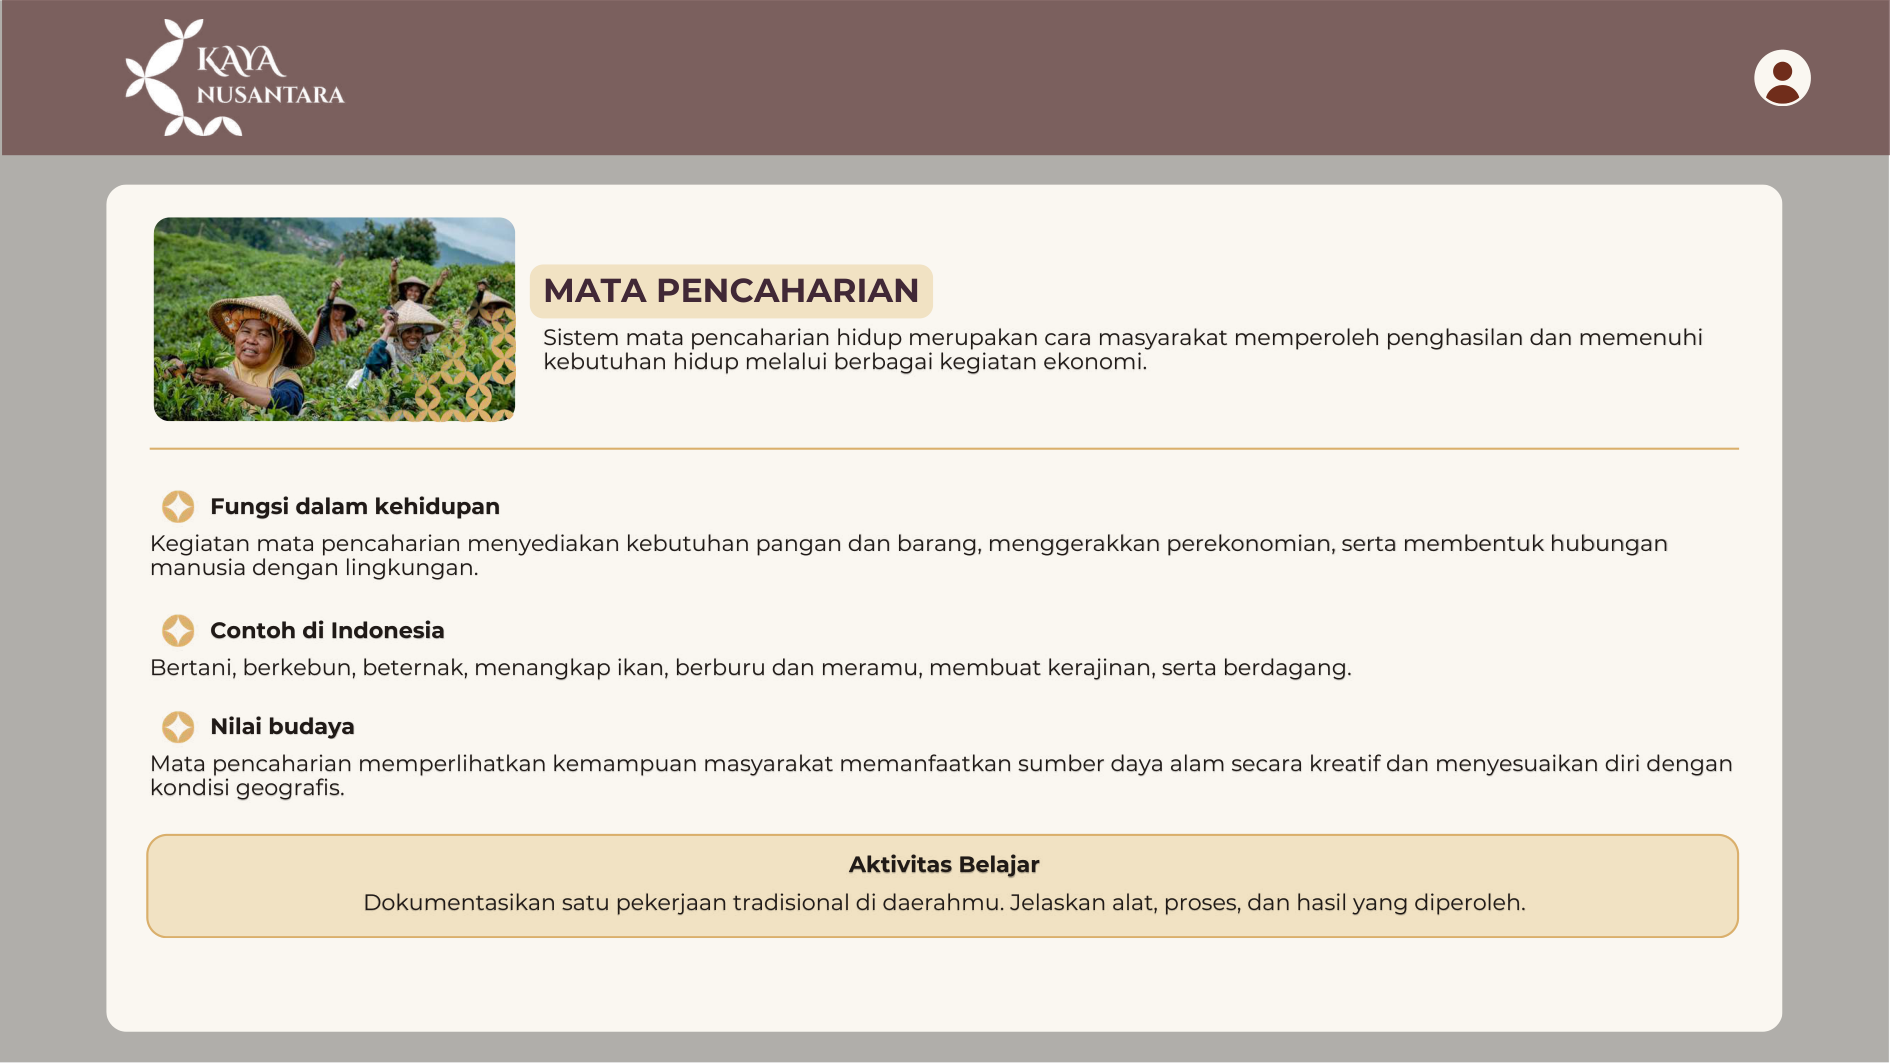 KAYA
NUSANTARA
MATA PENCAHARIAN
Sistem mata pencaharian hidup merupakan cara masyarakat memperoleh penghasilan dan memenuhi
kebutuhan hidup melalui berbagai kegiatan ekonomi.
Fungsi dalam kehidupan
Kegiatan mata pencaharian menyediakan kebutuhan pangan dan barang, menggerakkan perekonomian, serta membentuk hubungan
manusia dengan lingkungan.
Contoh di Indonesia
Bertani, berkebun, beternak, menangkap ikan, berburu dan meramu, membuat kerajinan, serta berdagang.
Nilai budaya
Mata pencaharian memperlihatkan kemampuan masyarakat memanfaatkan sumber daya alam secara kreatif dan menyesuaikan diri dengan
kondisi geografis.
Aktivitas Belajar
Dokumentasikan satu pekerjaan tradisional di daerahmu. Jelaskan alat, proses, dan hasil yang diperoleh.